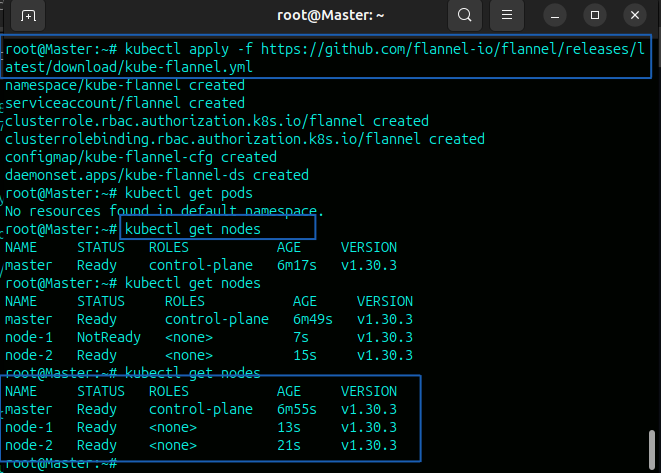 root@Master: ~
root@Master:~# kubectl apply -f https://github.com/flannel-io/flannel/releases/l
atest/download/kube-flannel.yml
namespace/kube-flannel created
serviceaccount/flannel created
clusterrole.rbac.authorization.k8s.io/flannel created
clusterrolebinding.rbac.authorization.k8s.io/flannel created
configmap/kube-flannel-cfg created
daemonset.apps/kube-flannel-ds created
root@Master:~# kubectl get pods
No resources found in default namespace.
root@Master:~# kubectl get nodes
NAME     STATUS   ROLES           AGE     VERSION
master   Ready    control-plane   6m17s   v1.30.3
root@Master:~# kubectl get nodes
NAME     STATUS     ROLES           AGE     VERSION
master   Ready      control-plane   6m49s   v1.30.3
node-1   NotReady   <none>          7s      v1.30.3
node-2   Ready      <none>          15s     v1.30.3
root@Master:~# kubectl get nodes
NAME     STATUS   ROLES           AGE     VERSION
master   Ready    control-plane   6m55s   v1.30.3
node-1   Ready    <none>          13s     v1.30.3
node-2   Ready    <none>          21s     v1.30.3
root@Master:~#